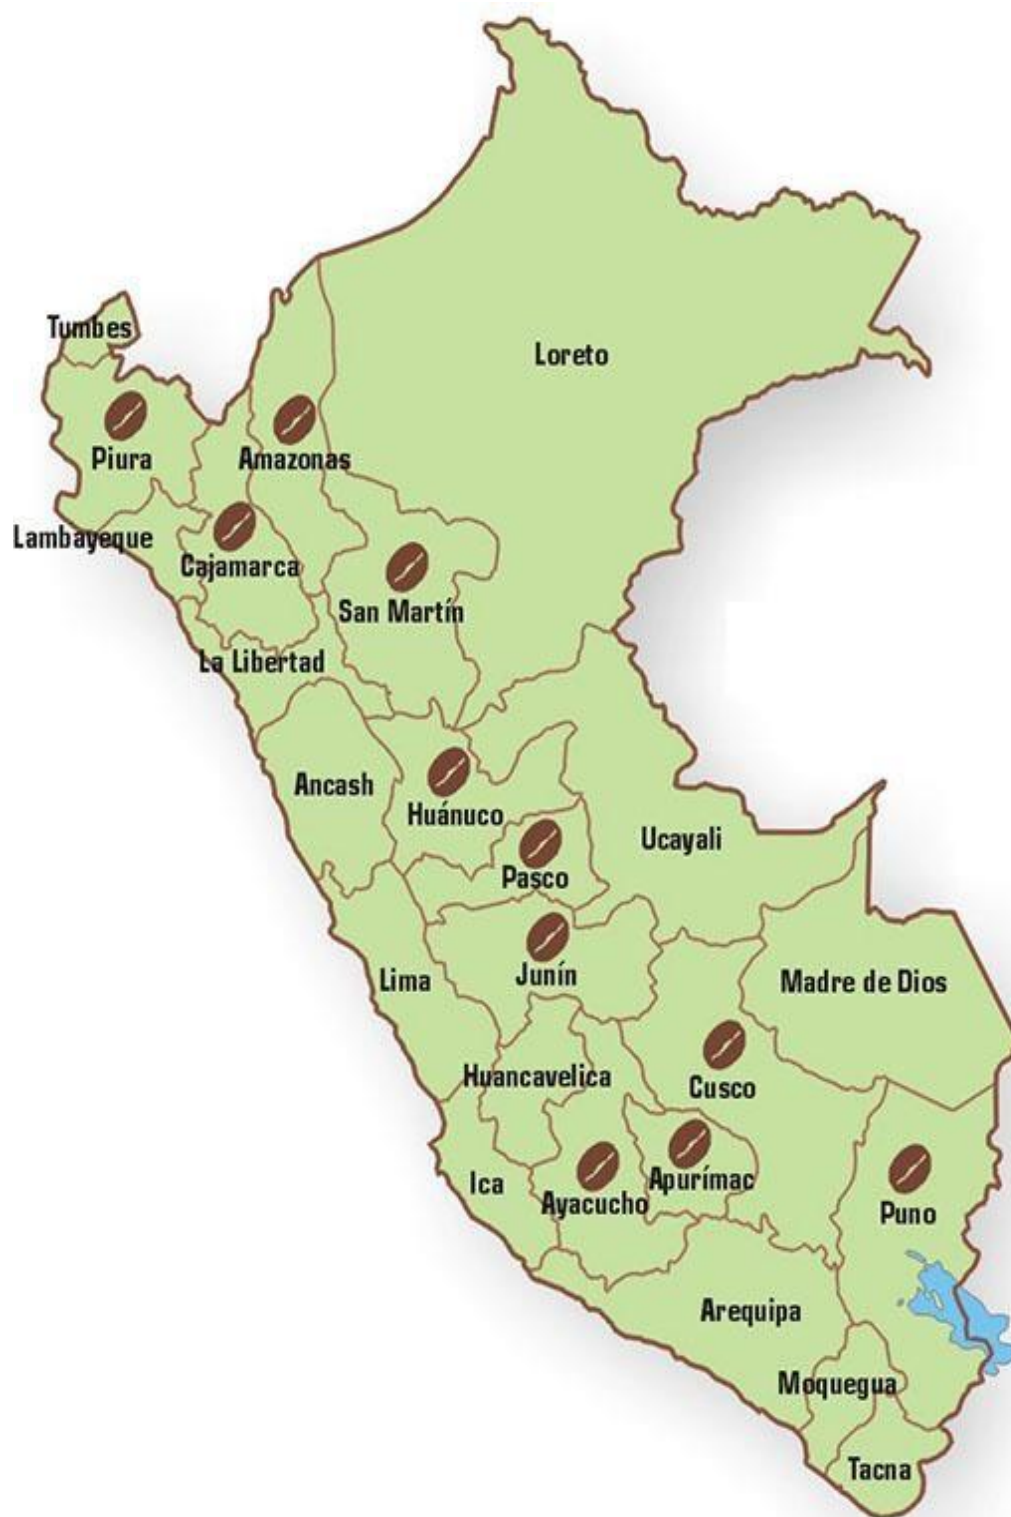 Tumbes
Loreto
Piura
Amazonas
Lambayeque
Cajamarca
San Martín
La Libertad
Ancash
Huánuco
Ucayali
Pasco
Lima
Junín
Madre de Dios
Huancavelica
Cusco
Ica
Ayacucho
Apurímac
Puno
Arequipa
Moquegua
Tacna